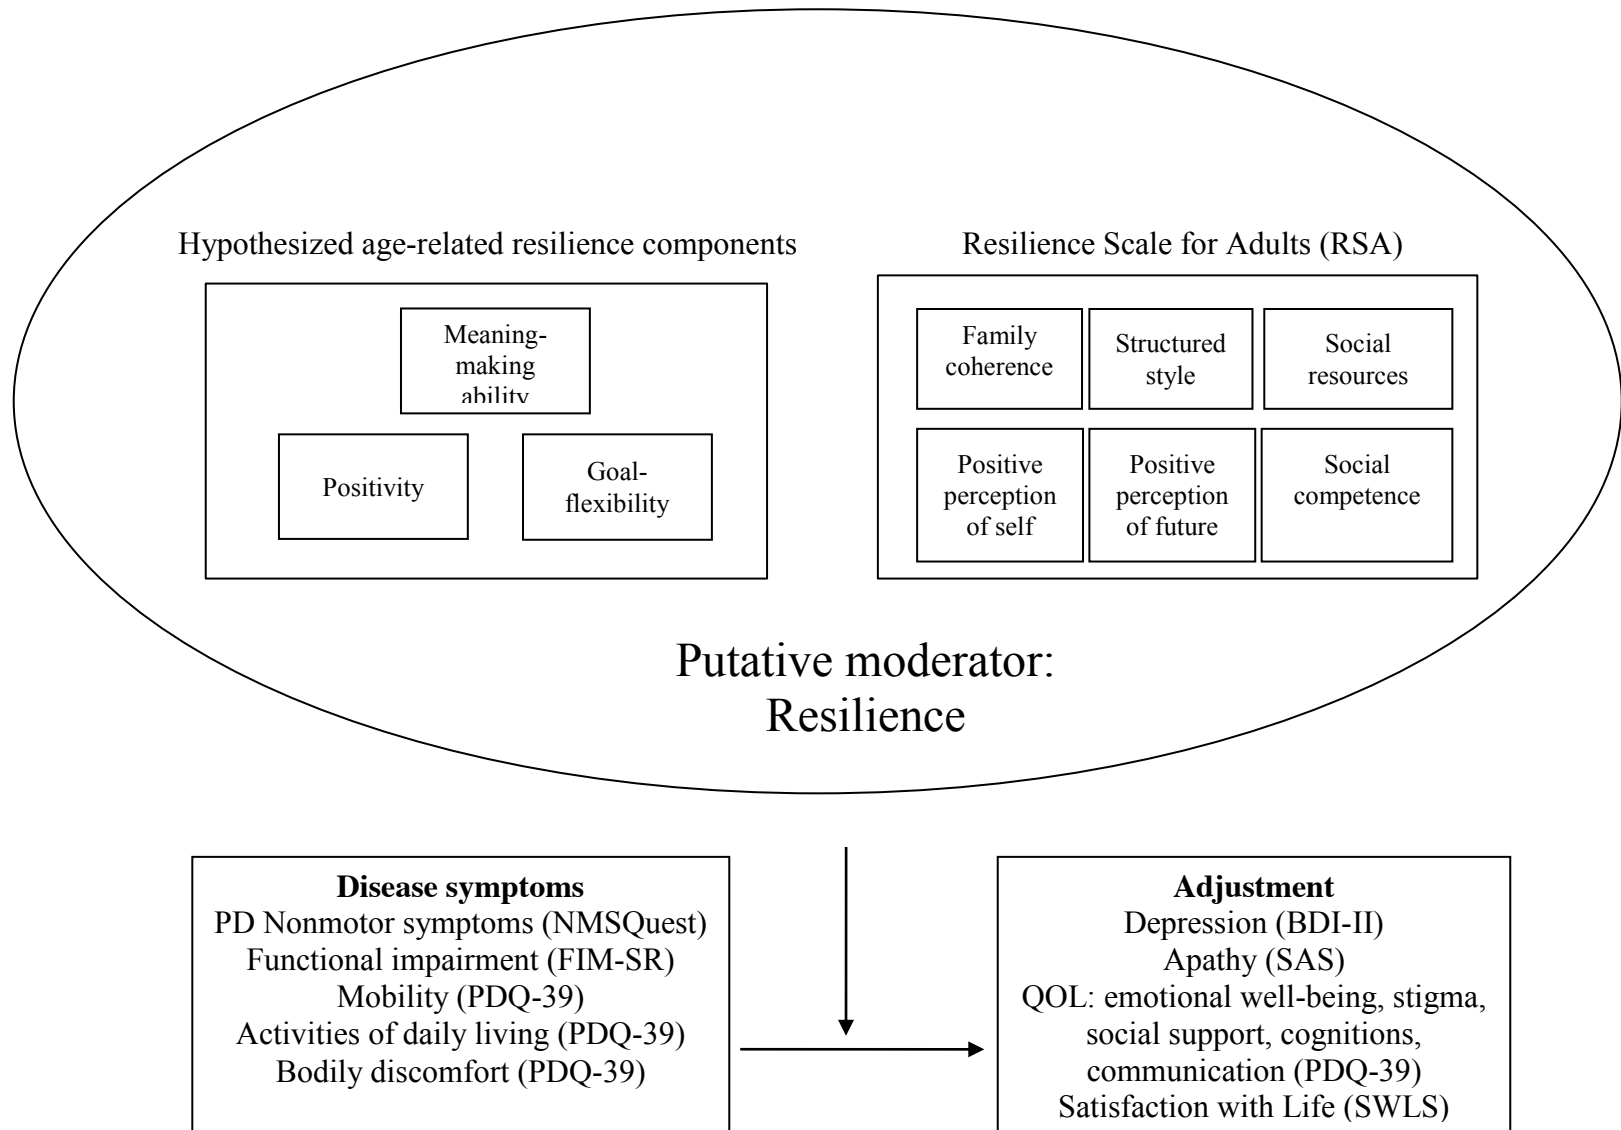 Hypothesized age-related resilience components
Resilience Scale for Adults (RSA)
Meaning-
making
ability
Positivity
Goal-
flexibility
Family
coherence
Structured
style
Social
resources
Positive
perception
of self
Positive
perception
of future
Social
competence
Putative moderator:
Resilience
Disease symptoms
PD Nonmotor symptoms (NMSQuest)
Functional impairment (FIM-SR)
Mobility (PDQ-39)
Activities of daily living (PDQ-39)
Bodily discomfort (PDQ-39)
Adjustment
Depression (BDI-II)
Apathy (SAS)
QOL: emotional well-being, stigma,
social support, cognitions,
communication (PDQ-39)
Satisfaction with Life (SWLS)